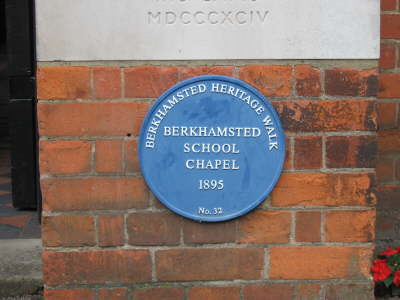 MDCCCXCIV
BERKHAMSTED HERITAGE WALK
BERKHAMSTED
SCHOOL
CHAPEL
1895
No. 32